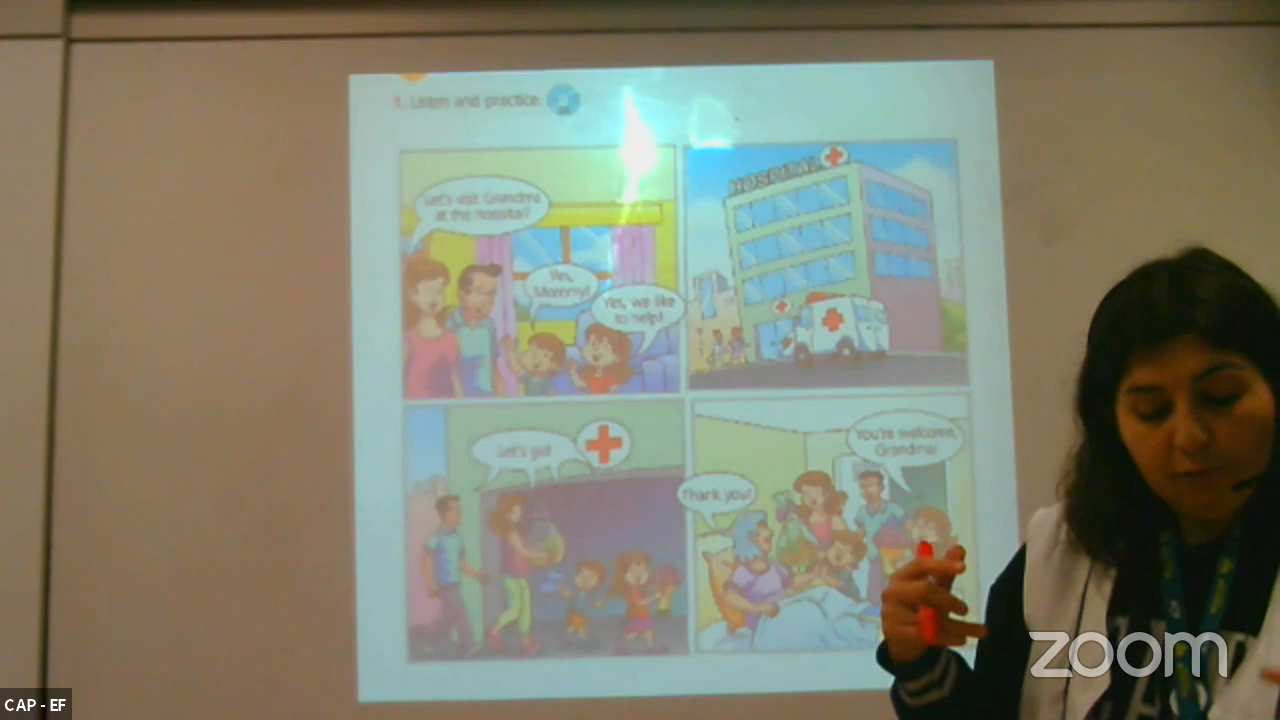 1. Listen and practice.
Let's visit Grandma
at the hospital?
Yes,
Mommy!
Yes, we like
to help!
HOSPITAL
Let's go!
Thank you!
You're welcome,
Grandma!
zoom
CAP - EF